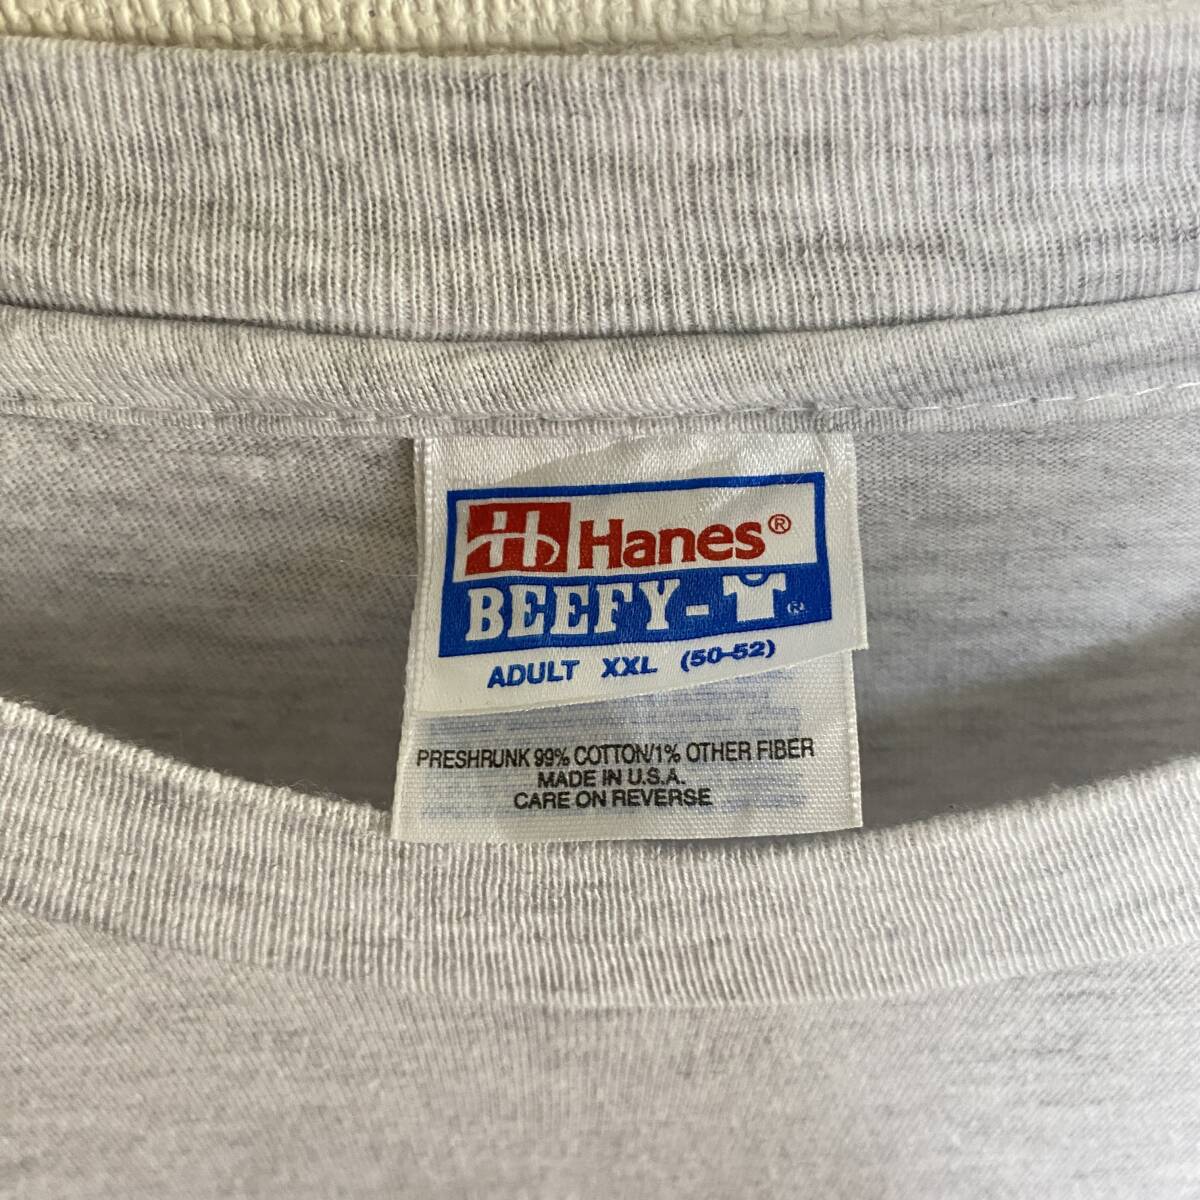 Hanes®
BEEFY-T®
ADULT XXL (50-52)
PRESHRUNK 99% COTTON/1% OTHER FIBER
MADE IN U.S.A.
CARE ON REVERSE